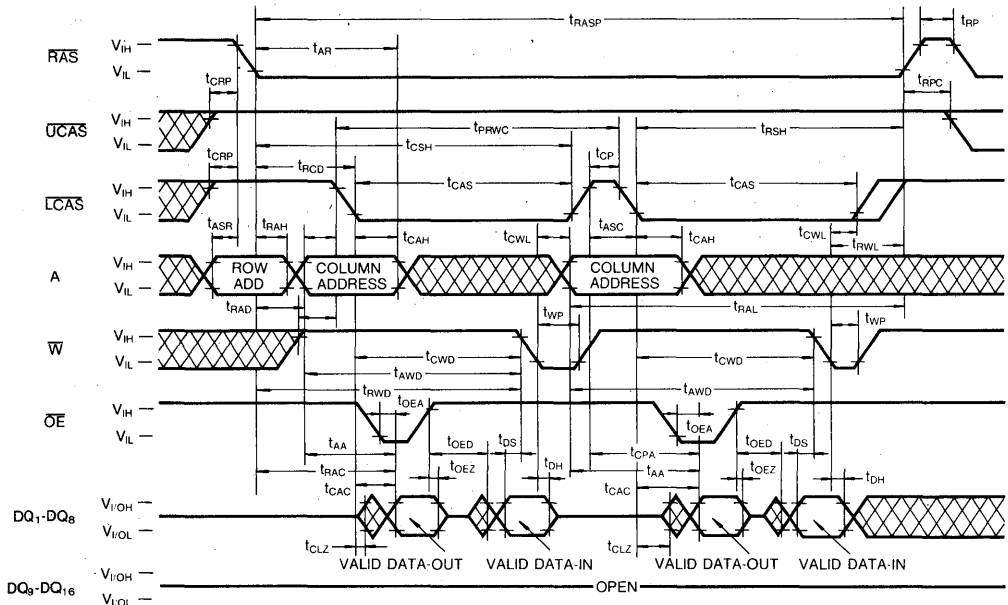 tRASP
tRP
tAR
RAS
VIH
VIL
tCRP
tRPC
UCAS
VIH
VIL
tPRWC
tRSH
tCSH
tCRP
tRCD
tCP
tCAS
tCAS
LCAS
VIH
VIL
tASR
tRAH
tCAH
tCWL
tASC
tCAH
tCWL
tRWL
A
VIH
VIL
ROW
ADD
COLUMN
ADDRESS
COLUMN
ADDRESS
tRAD
tRAL
tWP
tWP
W
VIH
VIL
tCWD
tCWD
tAWD
tAWD
tRWD
OE
VIH
VIL
tOEA
tOEA
tAA
tOED
tDS
tCPA
tOED
tDS
tRAC
tOEZ
tDH
tAA
tOEZ
tDH
tCAC
tCAC
DQ1-DQ8
VI/OH
VI/OL
tCLZ
VALID DATA-OUT
VALID DATA-IN
tCLZ
VALID DATA-OUT
VALID DATA-IN
DQ9-DQ16
VI/OH
VI/OL
OPEN